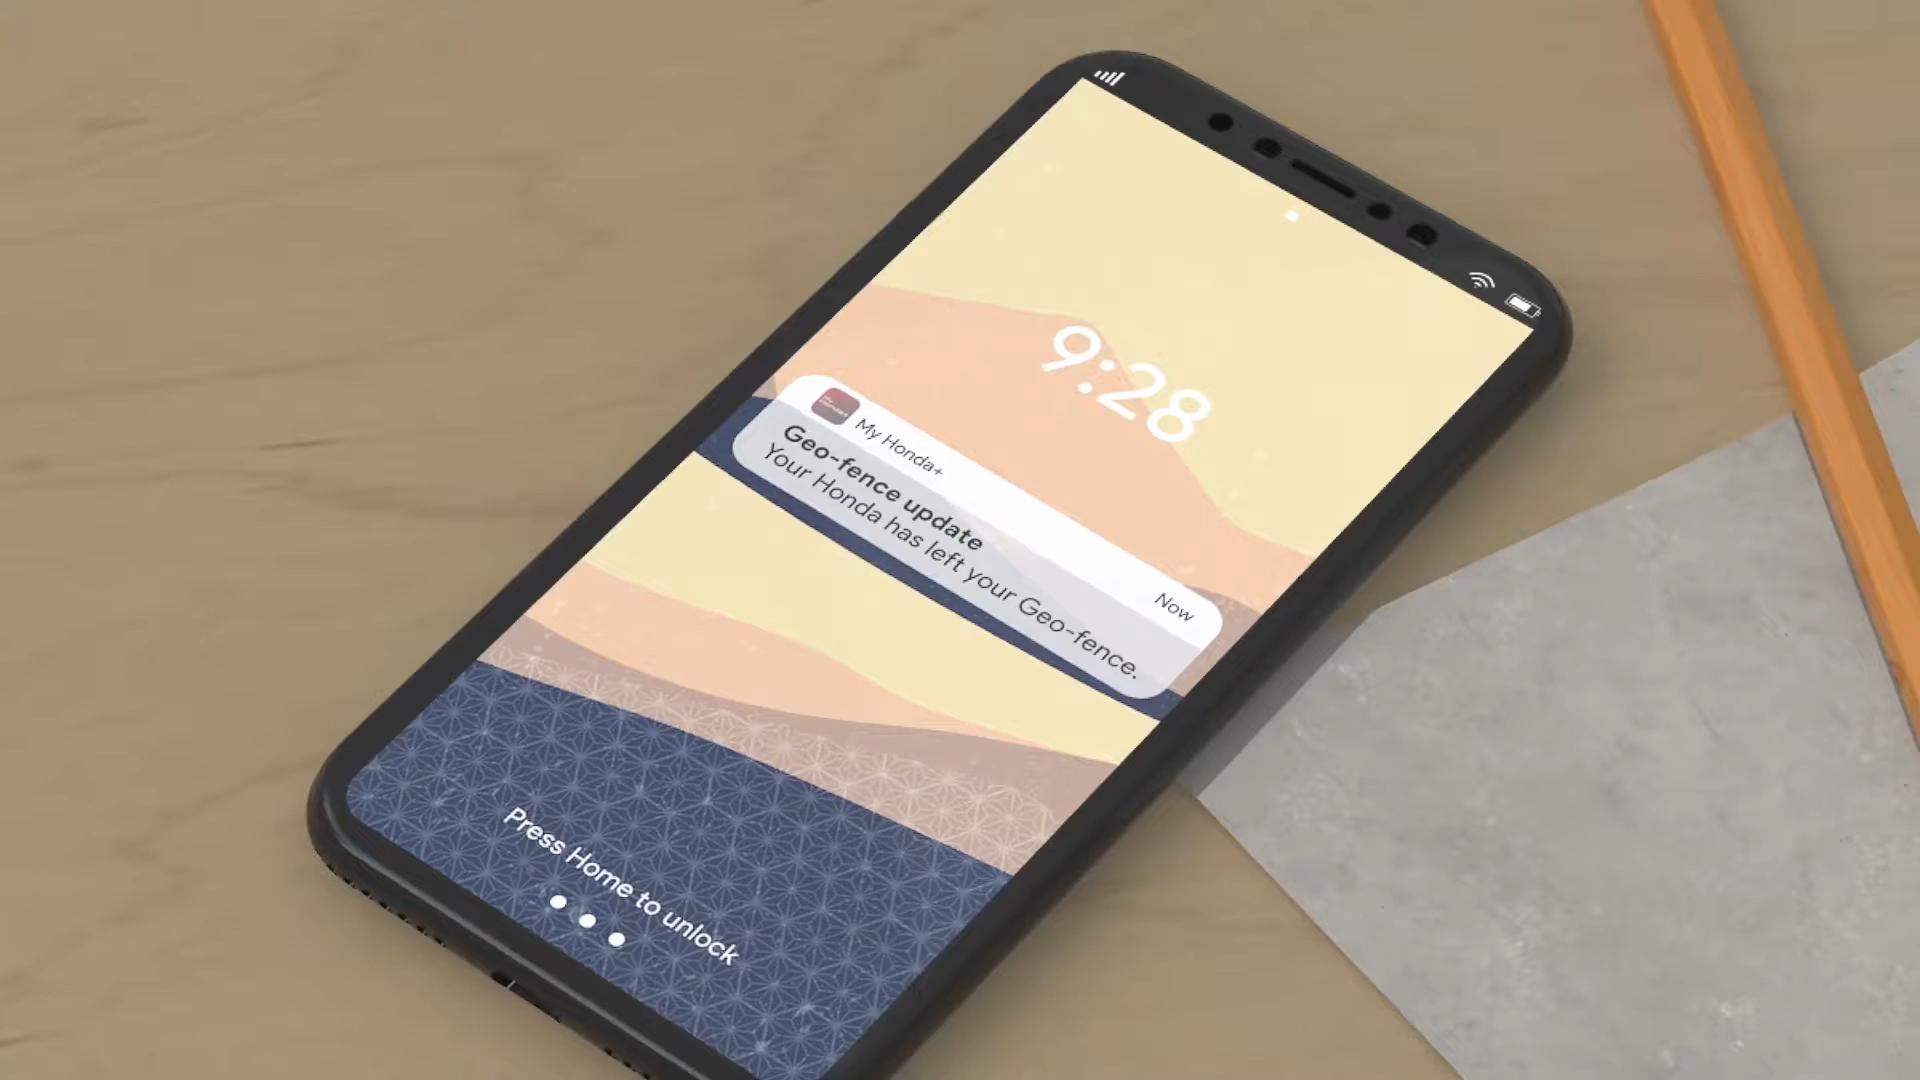 9:28
My Honda+
Now
Geo-fence update
Your Honda has left your Geo-fence.
Press Home to unlock